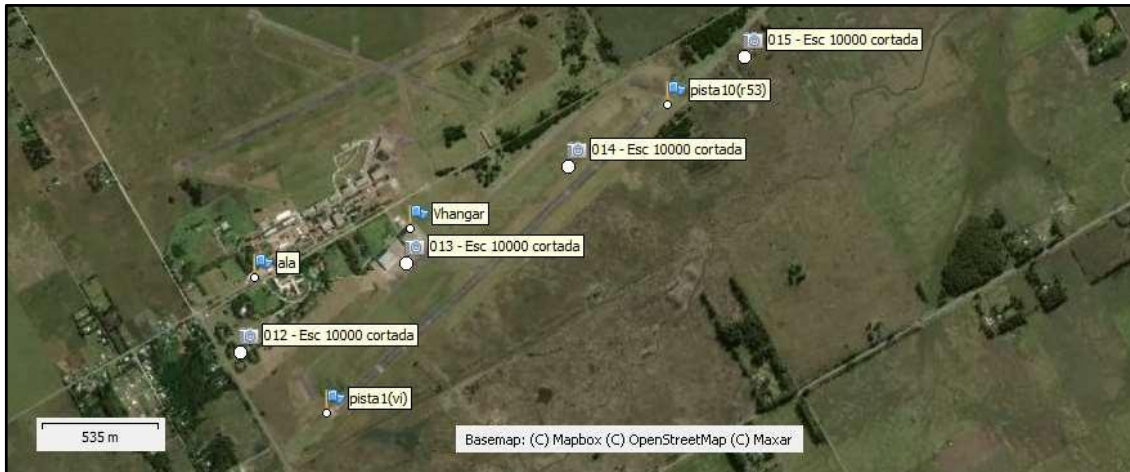 015 - Esc 10000 cortada
pista10(r53)
014 - Esc 10000 cortada
Vhangar
013 - Esc 10000 cortada
ala
012 - Esc 10000 cortada
pista1(vi)
535 m
Basemap: (C) Mapbox (C) OpenStreetMap (C) Maxar